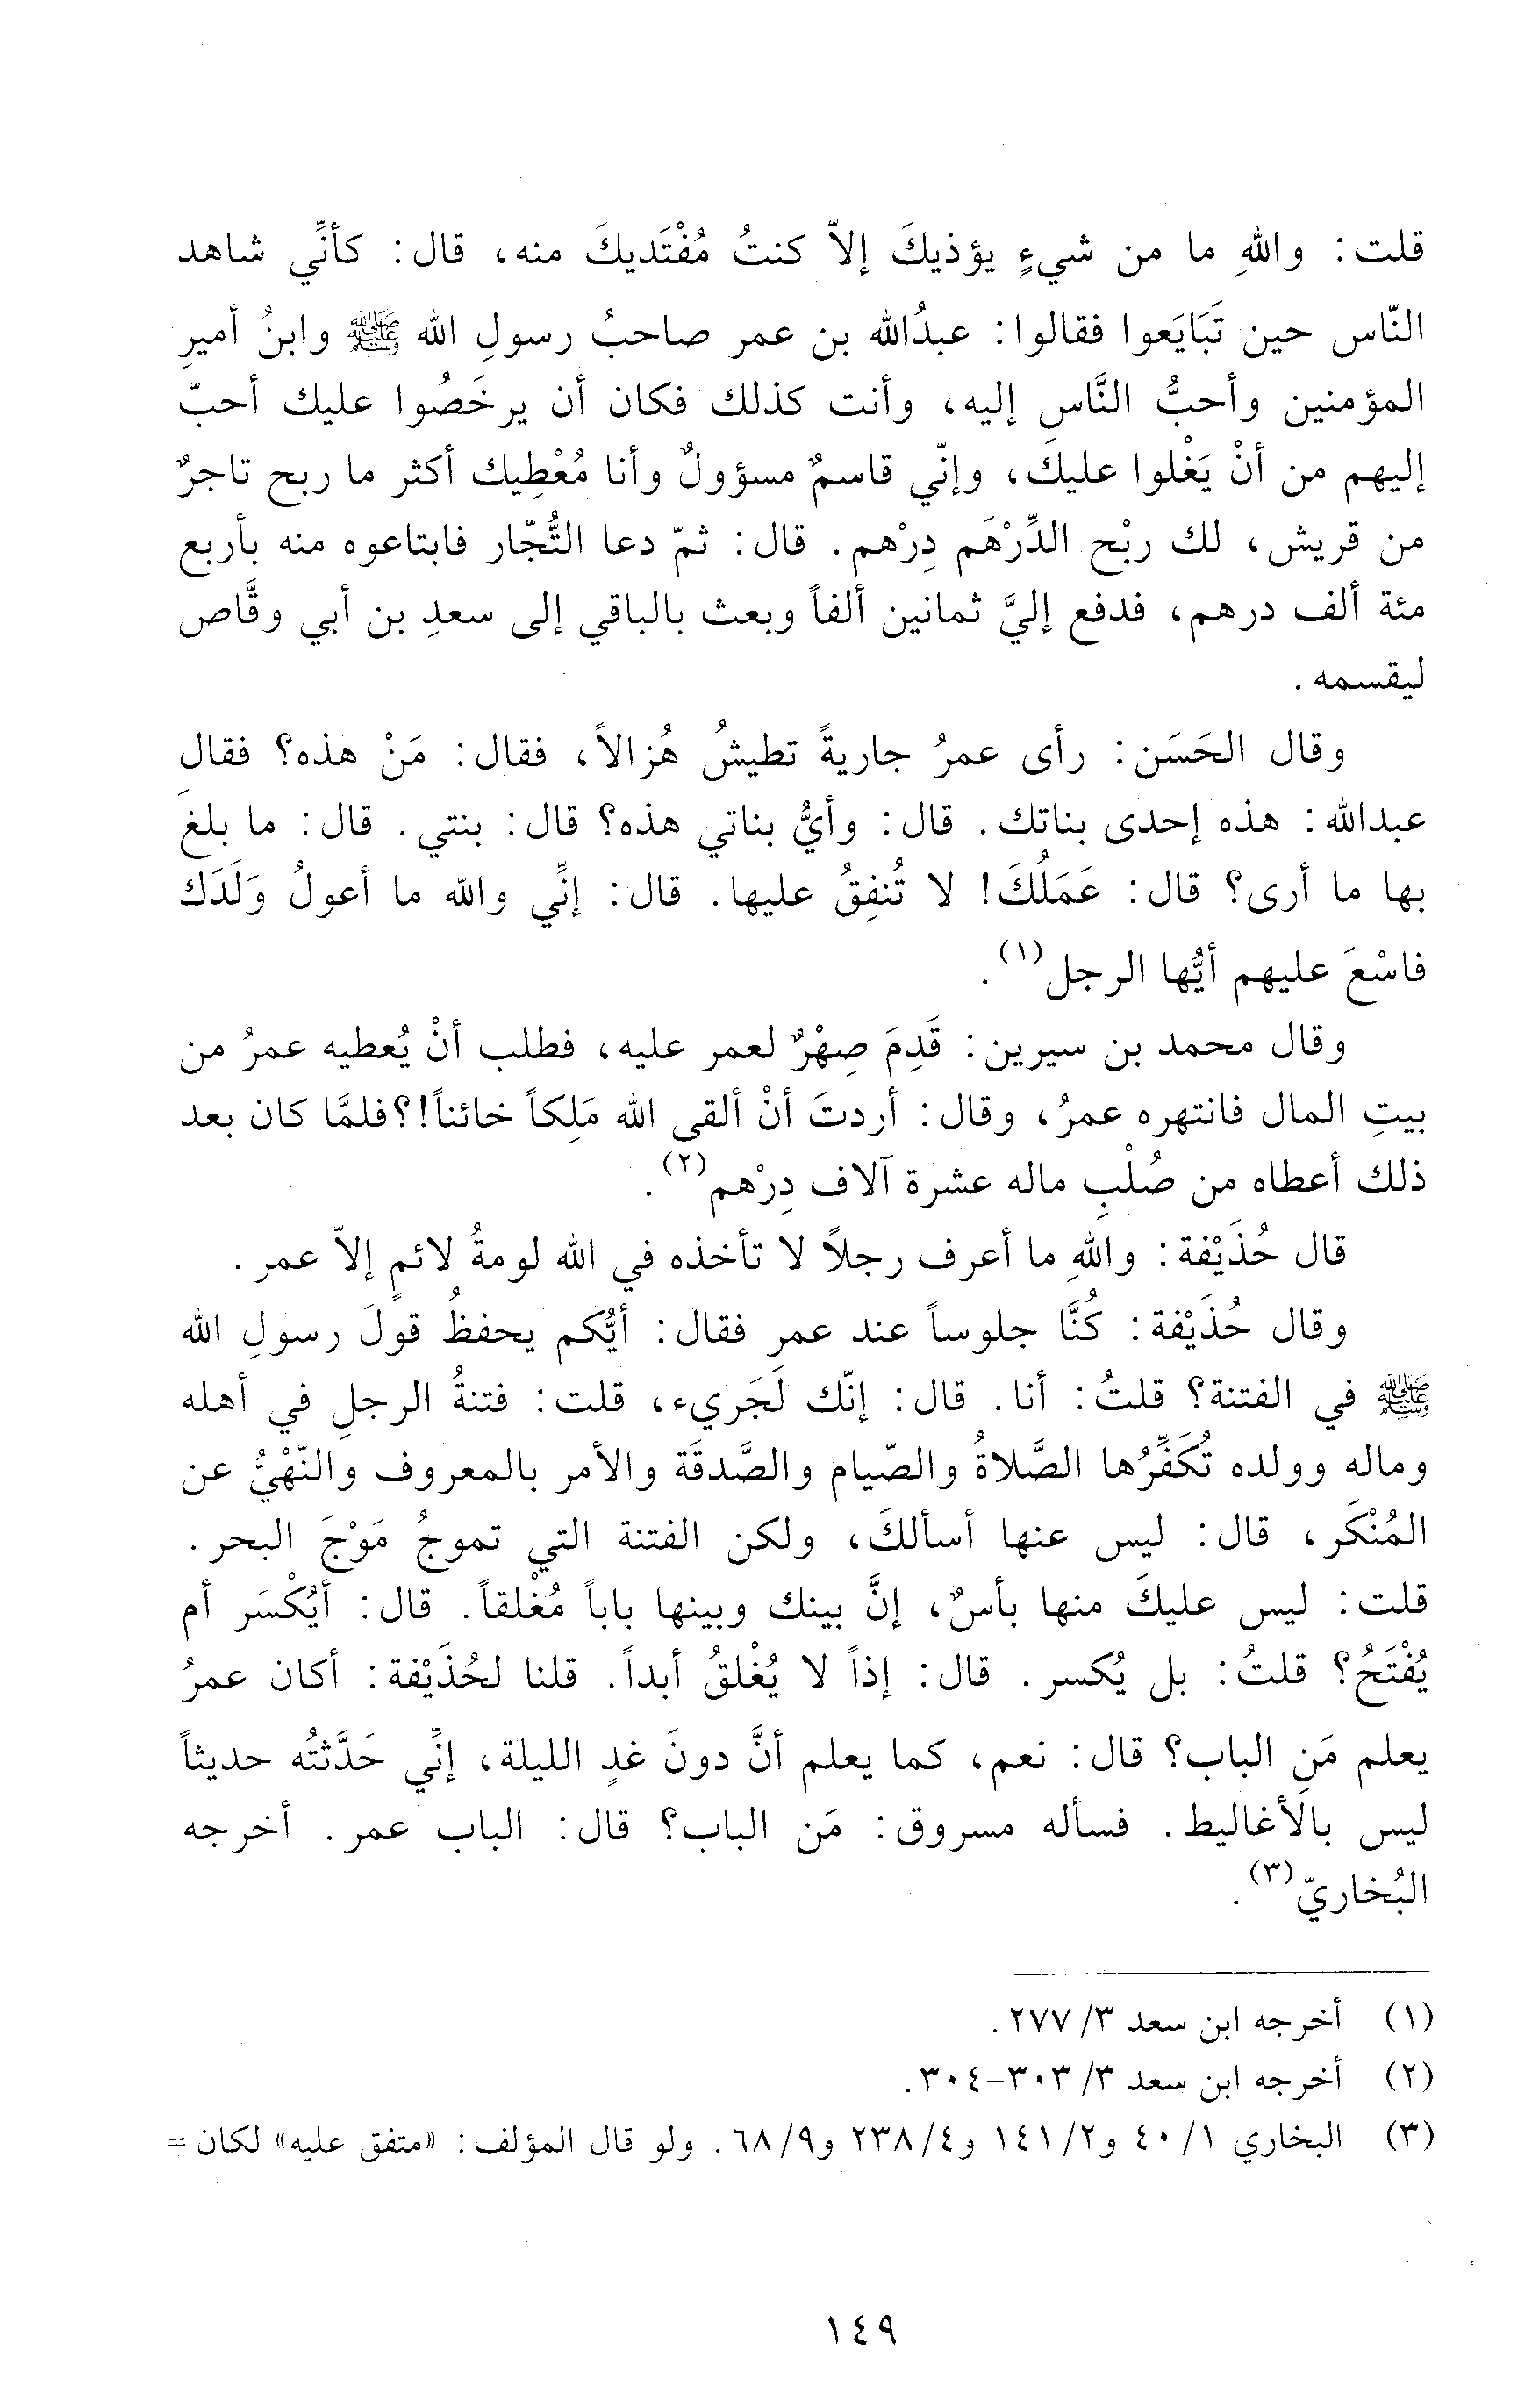 قلت: واللهِ ما من شيءٍ يؤذيكَ إلاّ كنتُ مُفْتَديكَ منه، قال: كأنِّي شاهد
النّاس حين تَبَايَعوا فقالوا: عبدُالله بن عمر صاحبُ رسولِ الله ﷺ وابنُ أميرِ
المؤمنين وأحبُّ النَّاسِ إليه، وأنت كذلك فكان أن يرخَصُوا عليك أحبّ
إليهم من أنْ يَغْلوا عليكَ، وإنّي قاسمٌ مسؤولٌ وأنا مُعْطِيك أكثر ما ربح تاجرٌ
من قريش، لك ربْح الدِّرْهَم دِرْهم. قال: ثمّ دعا التُّجّار فابتاعوه منه بأربع
مئة ألف درهم، فدفع إليَّ ثمانين ألفاً وبعث بالباقي إلى سعدِ بن أبي وقَّاص
ليقسمه.
وقال الحَسَن: رأى عمرُ جاريةً تطيشُ هُزالاً، فقال: مَنْ هذه؟ فقال
عبدالله: هذه إحدى بناتك. قال: وأيُّ بناتي هذه؟ قال: بنتي. قال: ما بلغَ
بها ما أرى؟ قال: عَمَلُكَ! لا تُنفِقُ عليها. قال: إنِّي والله ما أعولُ وَلَدَك
فاسْعَ عليهم أيُّها الرجل(١).
وقال محمد بن سيرين: قَدِمَ صِهْرٌ لعمر عليه، فطلب أنْ يُعطيه عمرُ من
بيتِ المال فانتهره عمرُ، وقال: أردتَ أنْ ألقى الله مَلِكاً خائناً!؟فلمَّا كان بعد
ذلك أعطاه من صُلْبِ ماله عشرة آلاف دِرْهم(٢).
قال حُذَيْفة: واللهِ ما أعرف رجلاً لا تأخذه في الله لومةُ لائمٍ إلاّ عمر.
وقال حُذَيْفة: كُنَّا جلوساً عند عمر فقال: أيُّكم يحفظُ قولَ رسولِ الله
ﷺ في الفتنة؟ قلتُ: أنا. قال: إنّك لَجَريء، قلت: فتنةُ الرجلِ في أهله
وماله وولده تُكَفِّرُها الصَّلاةُ والصّيام والصَّدقَة والأمر بالمعروف والنّهْيُّ عن
المُنْكَر، قال: ليس عنها أسألكَ، ولكن الفتنة التي تموجُ مَوْجَ البحر.
قلت: ليس عليكَ منها بأسٌ، إنَّ بينك وبينها باباً مُغْلقاً. قال: أيُكْسَر أم
يُفْتَحُ؟ قلتُ: بل يُكسر. قال: إذاً لا يُغْلقُ أبداً. قلنا لحُذَيْفة: أكان عمرُ
يعلم مَنِ الباب؟ قال: نعم، كما يعلم أنَّ دونَ غدٍ الليلة، إنِّي حَدَّثتُه حديثاً
ليس بالَأغاليط. فسأله مسروق: مَن الباب؟ قال: الباب عمر. أخرجه
البُخاريّ(٣).
(١) أخرجه ابن سعد ٣/ ٢٧٧.
(٢) أخرجه ابن سعد ٣/ ٣٠٣-٣٠٤.
(٣) البخاري ١/ ٤٠ و٢/ ١٤١ و٤/ ٢٣٨ و٩/ ٦٨. ولو قال المؤلف: «متفق عليه» لكان =
١٤٩